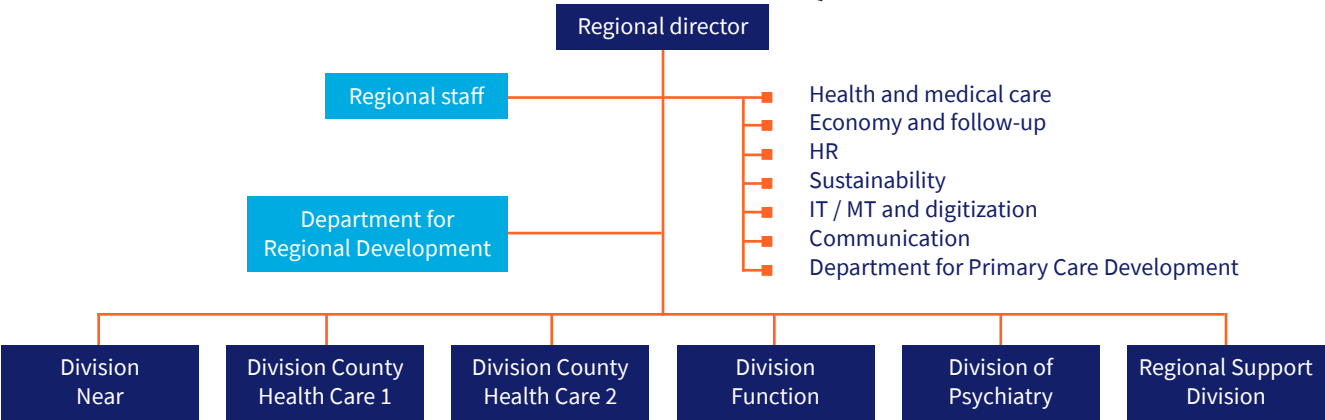 Regional director
Regional staff
Health and medical care
Economy and follow-up
HR
Sustainability
IT / MT and digitization
Communication
Department for Primary Care Development
Department for
Regional Development
Division
Near
Division County
Health Care 1
Division County
Health Care 2
Division
Function
Division of
Psychiatry
Regional Support
Division